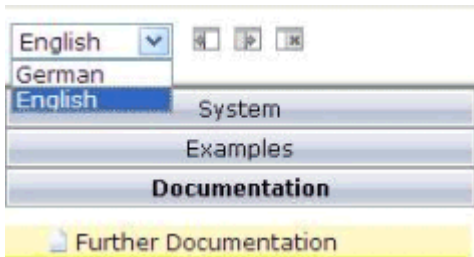 English
German
English
System
Examples
Documentation
Further Documentation